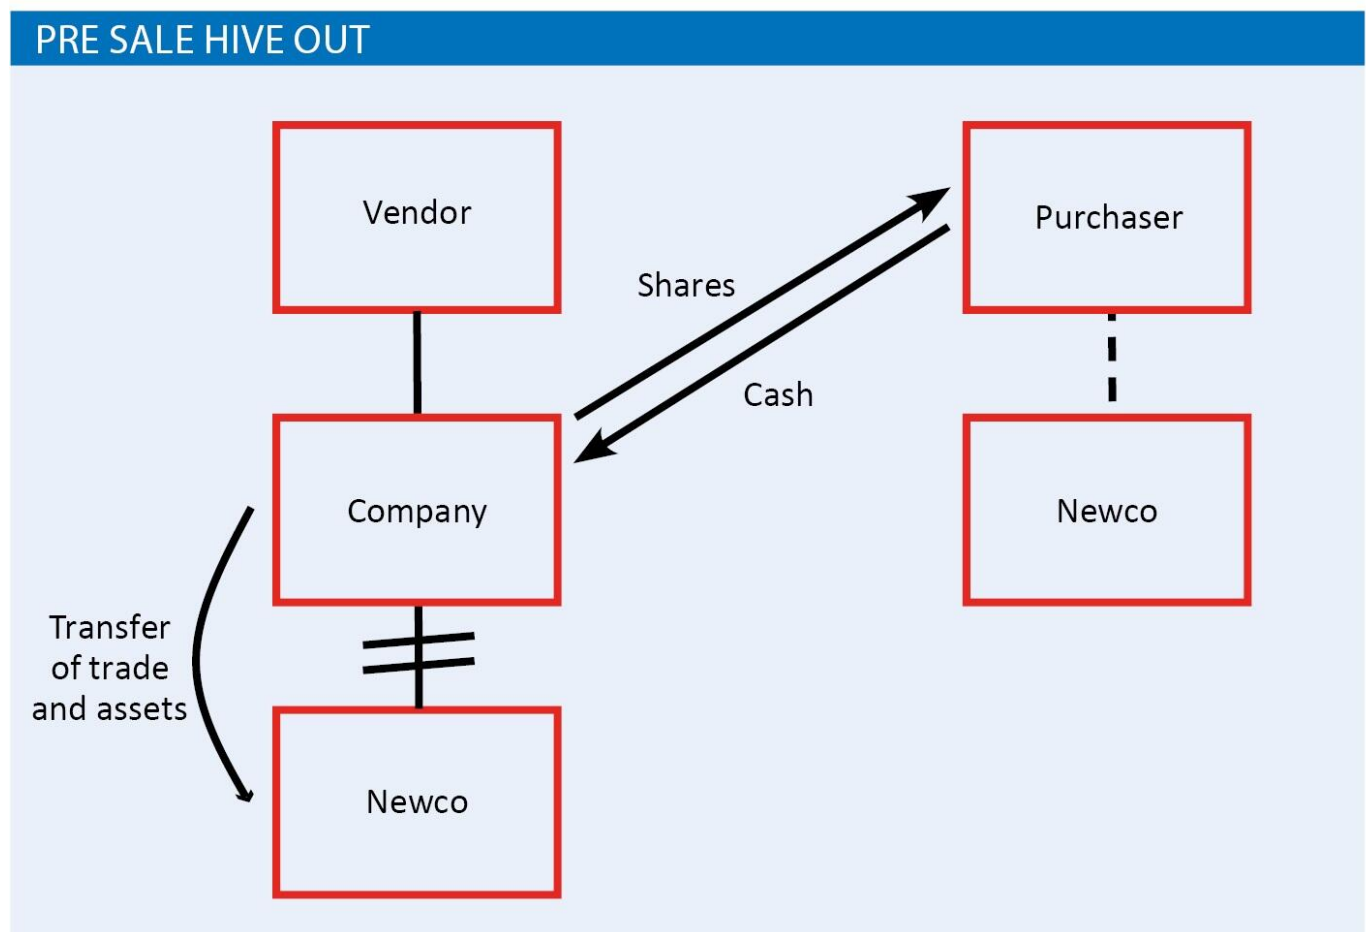 PRE SALE HIVE OUT
Vendor
Purchaser
Shares
Cash
Company
Newco
Transfer
of trade
and assets
Newco